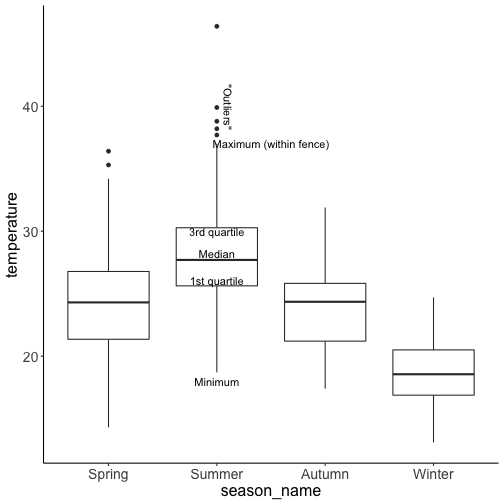 temperature
40
30
20
"Outliers"
Maximum (within fence)
3rd quartile
Median
1st quartile
Minimum
Spring
Summer
Autumn
Winter
season_name